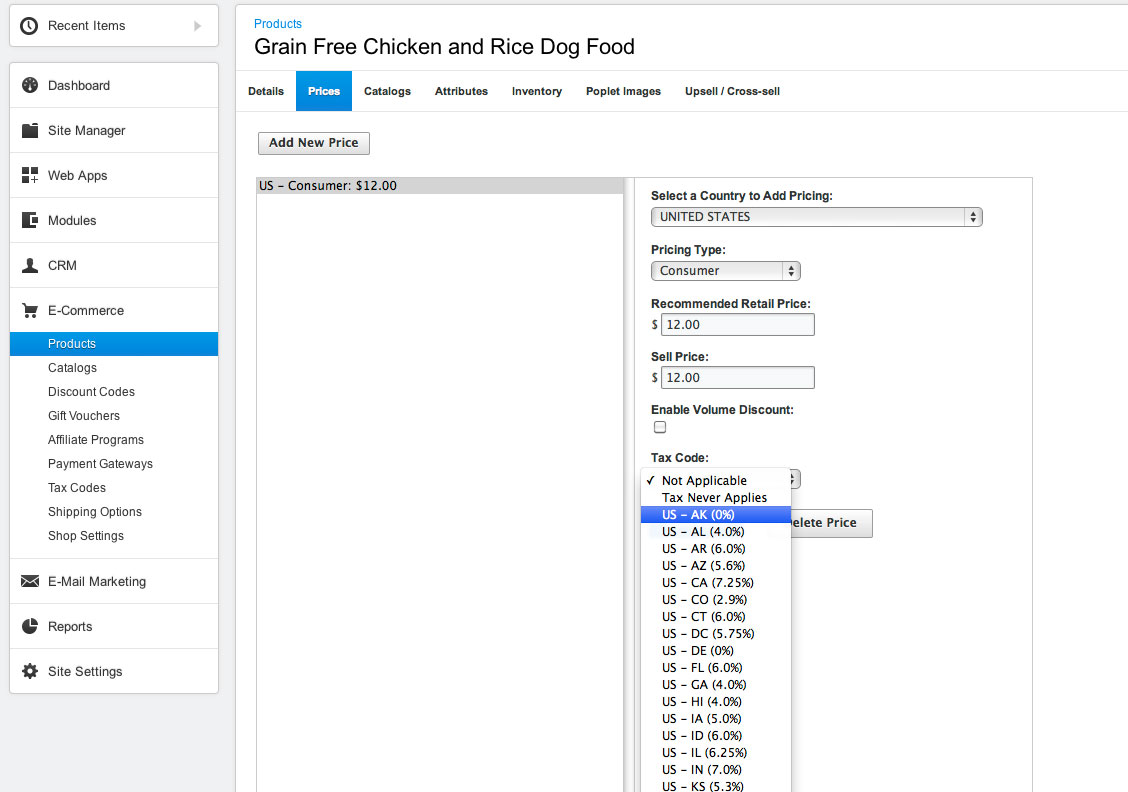 Recent Items
Dashboard
Site Manager
Web Apps
Modules
CRM
E-Commerce
Products
Catalogs
Discount Codes
Gift Vouchers
Affiliate Programs
Payment Gateways
Tax Codes
Shipping Options
Shop Settings
E-Mail Marketing
Reports
Site Settings
Products
Grain Free Chicken and Rice Dog Food
Details Prices Catalogs Attributes Inventory Poplet Images Upsell / Cross-sell
Add New Price
US - Consumer: $12.00
Select a Country to Add Pricing:
UNITED STATES
Pricing Type:
Consumer
Recommended Retail Price:
$ 12.00
Sell Price:
$ 12.00
Enable Volume Discount:
Tax Code:
✓ Not Applicable
Tax Never Applies
US - AK (0%)
elete Price
US - AL (4.0%)
US - AR (6.0%)
US - AZ (5.6%)
US - CA (7.25%)
US - CO (2.9%)
US - CT (6.0%)
US - DC (5.75%)
US - DE (0%)
US - FL (6.0%)
US - GA (4.0%)
US - HI (4.0%)
US - IA (5.0%)
US - ID (6.0%)
US - IL (6.25%)
US - IN (7.0%)
US - KS (5.3%)